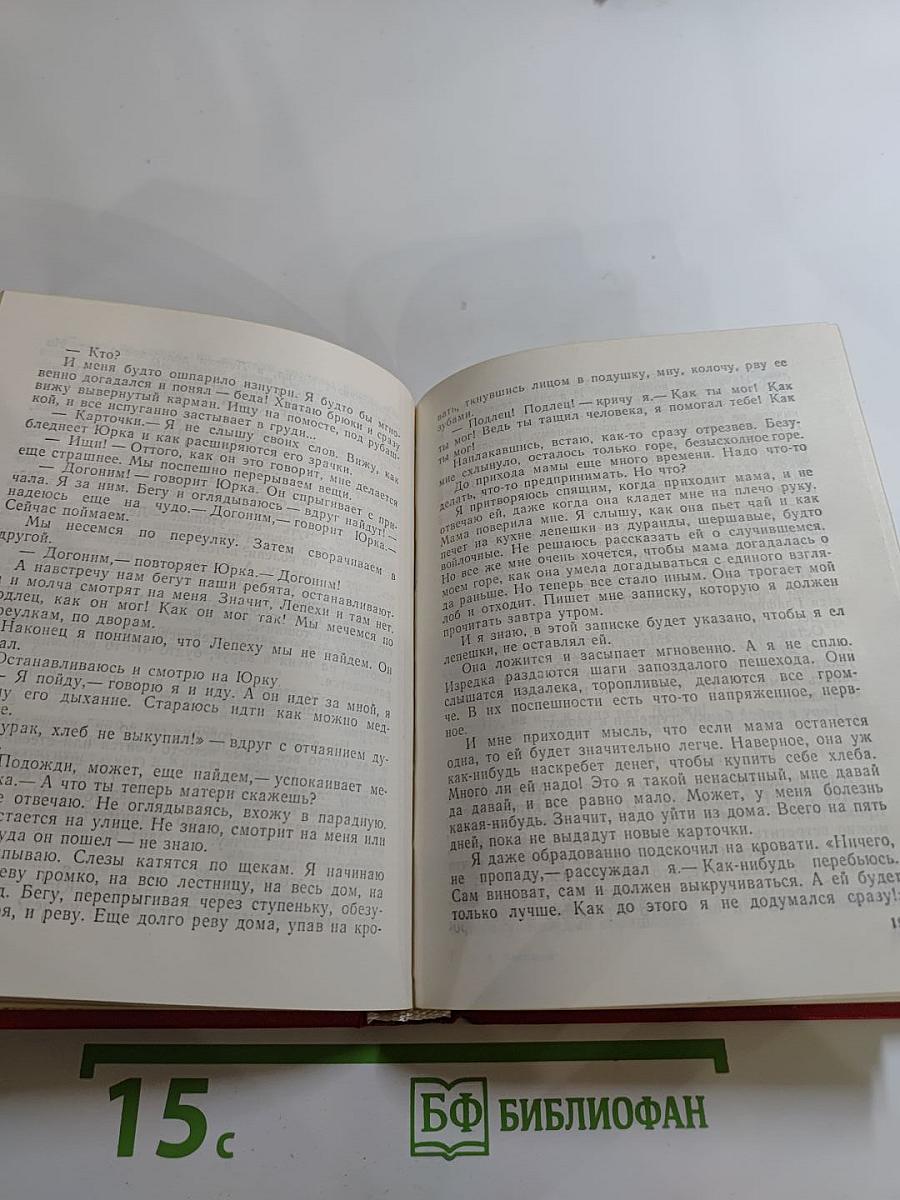 — Кто?
И меня будто ошпарило изнутри. Я будто бы мгно-
венно догадался и понял — беда! Хватаю брюки и сразу
вижу вывернутый карман. Ищу на помосте, под рубаш-
кой, и все испуганно застывает в груди...
— Карточки.— Я не слышу своих слов. Вижу, как
бледнеет Юрка и как расширяются его зрачки.
— Ищи! — Оттого, как он это говорит, мне делается
еще страшнее. Мы поспешно перерываем вещи.
— Догоним! — говорит Юрка. Он спрыгивает с при-
чала. Я за ним. Бегу и оглядываюсь — вдруг найдут! —
надеюсь еще на чудо.— Догоним,— говорит Юрка.—
Сейчас поймаем.
Мы несемся по переулку. Затем сворачиваем в
другой.
— Догоним,— повторяет Юрка.— Догоним!
А навстречу нам бегут наши ребята, останавливают-
и молча смотрят на меня. Значит, Лепехи и там нет.
одлец, как он мог! Как он мог так! Мы мечемся по
реулкам, по дворам.
Наконец я понимаю, что Лепеху мы не найдем. Он
ал.
Останавливаюсь и смотрю на Юрку.
— Я пойду,— говорю я и иду. А он идет за мной, я
у его дыхание. Стараюсь идти как можно мед-
е.
урак, хлеб не выкупил!» — вдруг с отчаянием ду-
Подожди, может, еще найдем,— успокаивает ме-
ка.— А что ты теперь матери скажешь?
е отвечаю. Не оглядываясь, вхожу в парадную.
стается на улице. Не знаю, смотрит на меня или
уда он пошел — не знаю.
пываю. Слезы катятся по щекам. Я начинаю
еву громко, на всю лестницу, на весь дом, на
д. Бегу, перепрыгивая через ступеньку, обезу-
я, и реву. Еще долго реву дома, упав на кро-
вать, ткнувшись лицом в подушку, мну, колочу, рву ее
зубами.
— Подлец! Подлец! — кричу я.— Как ты мог! Как
ты мог! Ведь ты тащил человека, я помогал тебе! Как
ты мог!
Наплакавшись, встаю, как-то сразу отрезвев. Безу-
мие схлынуло, осталось только горе, безысходное горе.
До прихода мамы еще много времени. Надо что-то
делать, что-то предпринимать. Но что?
Я притворяюсь спящим, когда приходит мама, и не
отвечаю ей, даже когда она кладет мне на плечо руку.
Мама поверила мне. Я слышу, как она пьет чай и как
печет на кухне лепешки из дуранды, шершавые, будто
войлочные. Не решаюсь рассказать ей о случившемся.
Но все же мне очень хочется, чтобы мама догадалась о
моем горе, как она умела догадываться с единого взгля-
да раньше. Но теперь все стало иным. Она трогает мой
лоб и отходит. Пишет мне записку, которую я должен
прочитать завтра утром.
И я знаю, в этой записке будет указано, чтобы я ел
лепешки, не оставлял ей.
Она ложится и засыпает мгновенно. А я не сплю.
Изредка раздаются шаги запоздалого пешехода. Они
слышатся издалека, торопливые, делаются все гром-
че. В их поспешности есть что-то напряженное, нерв-
ное.
И мне приходит мысль, что если мама останется
одна, то ей будет значительно легче. Наверное, она уж
как-нибудь наскребет денег, чтобы купить себе хлеба.
Много ли ей надо! Это я такой ненасытный, мне давай
да давай, и все равно мало. Может, у меня болезнь
какая-нибудь. Значит, надо уйти из дома. Всего на пять
дней, пока не выдадут новые карточки.
Я даже обрадованно подскочил на кровати. «Ничего,
не пропаду,— рассуждал я.— Как-нибудь перебьюсь.
Сам виноват, сам и должен выкручиваться. А ей будет
только лучше. Как до этого я не додумался сразу!»
15 с
БФ БИБЛИОФАН